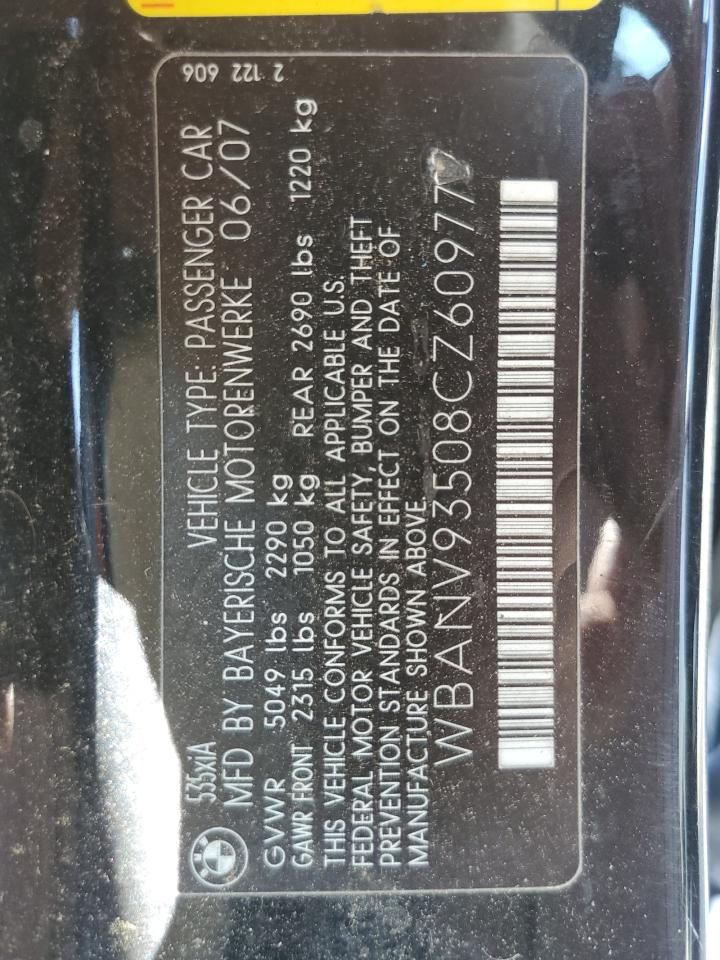 2 122 606
535xiA VEHICLE TYPE: PASSENGER CAR
MFD BY BAYERISCHE MOTORENWERKE 06/07
GVWR 5049 lbs 2290 kg
GAWR FRONT 2315 lbs 1050 kg REAR 2690 lbs 1220 kg
THIS VEHICLE CONFORMS TO ALL APPLICABLE U.S.
FEDERAL MOTOR VEHICLE SAFETY, BUMPER AND THEFT
PREVENTION STANDARDS IN EFFECT ON THE DATE OF
MANUFACTURE SHOWN ABOVE.
WBANV93508CZ60977